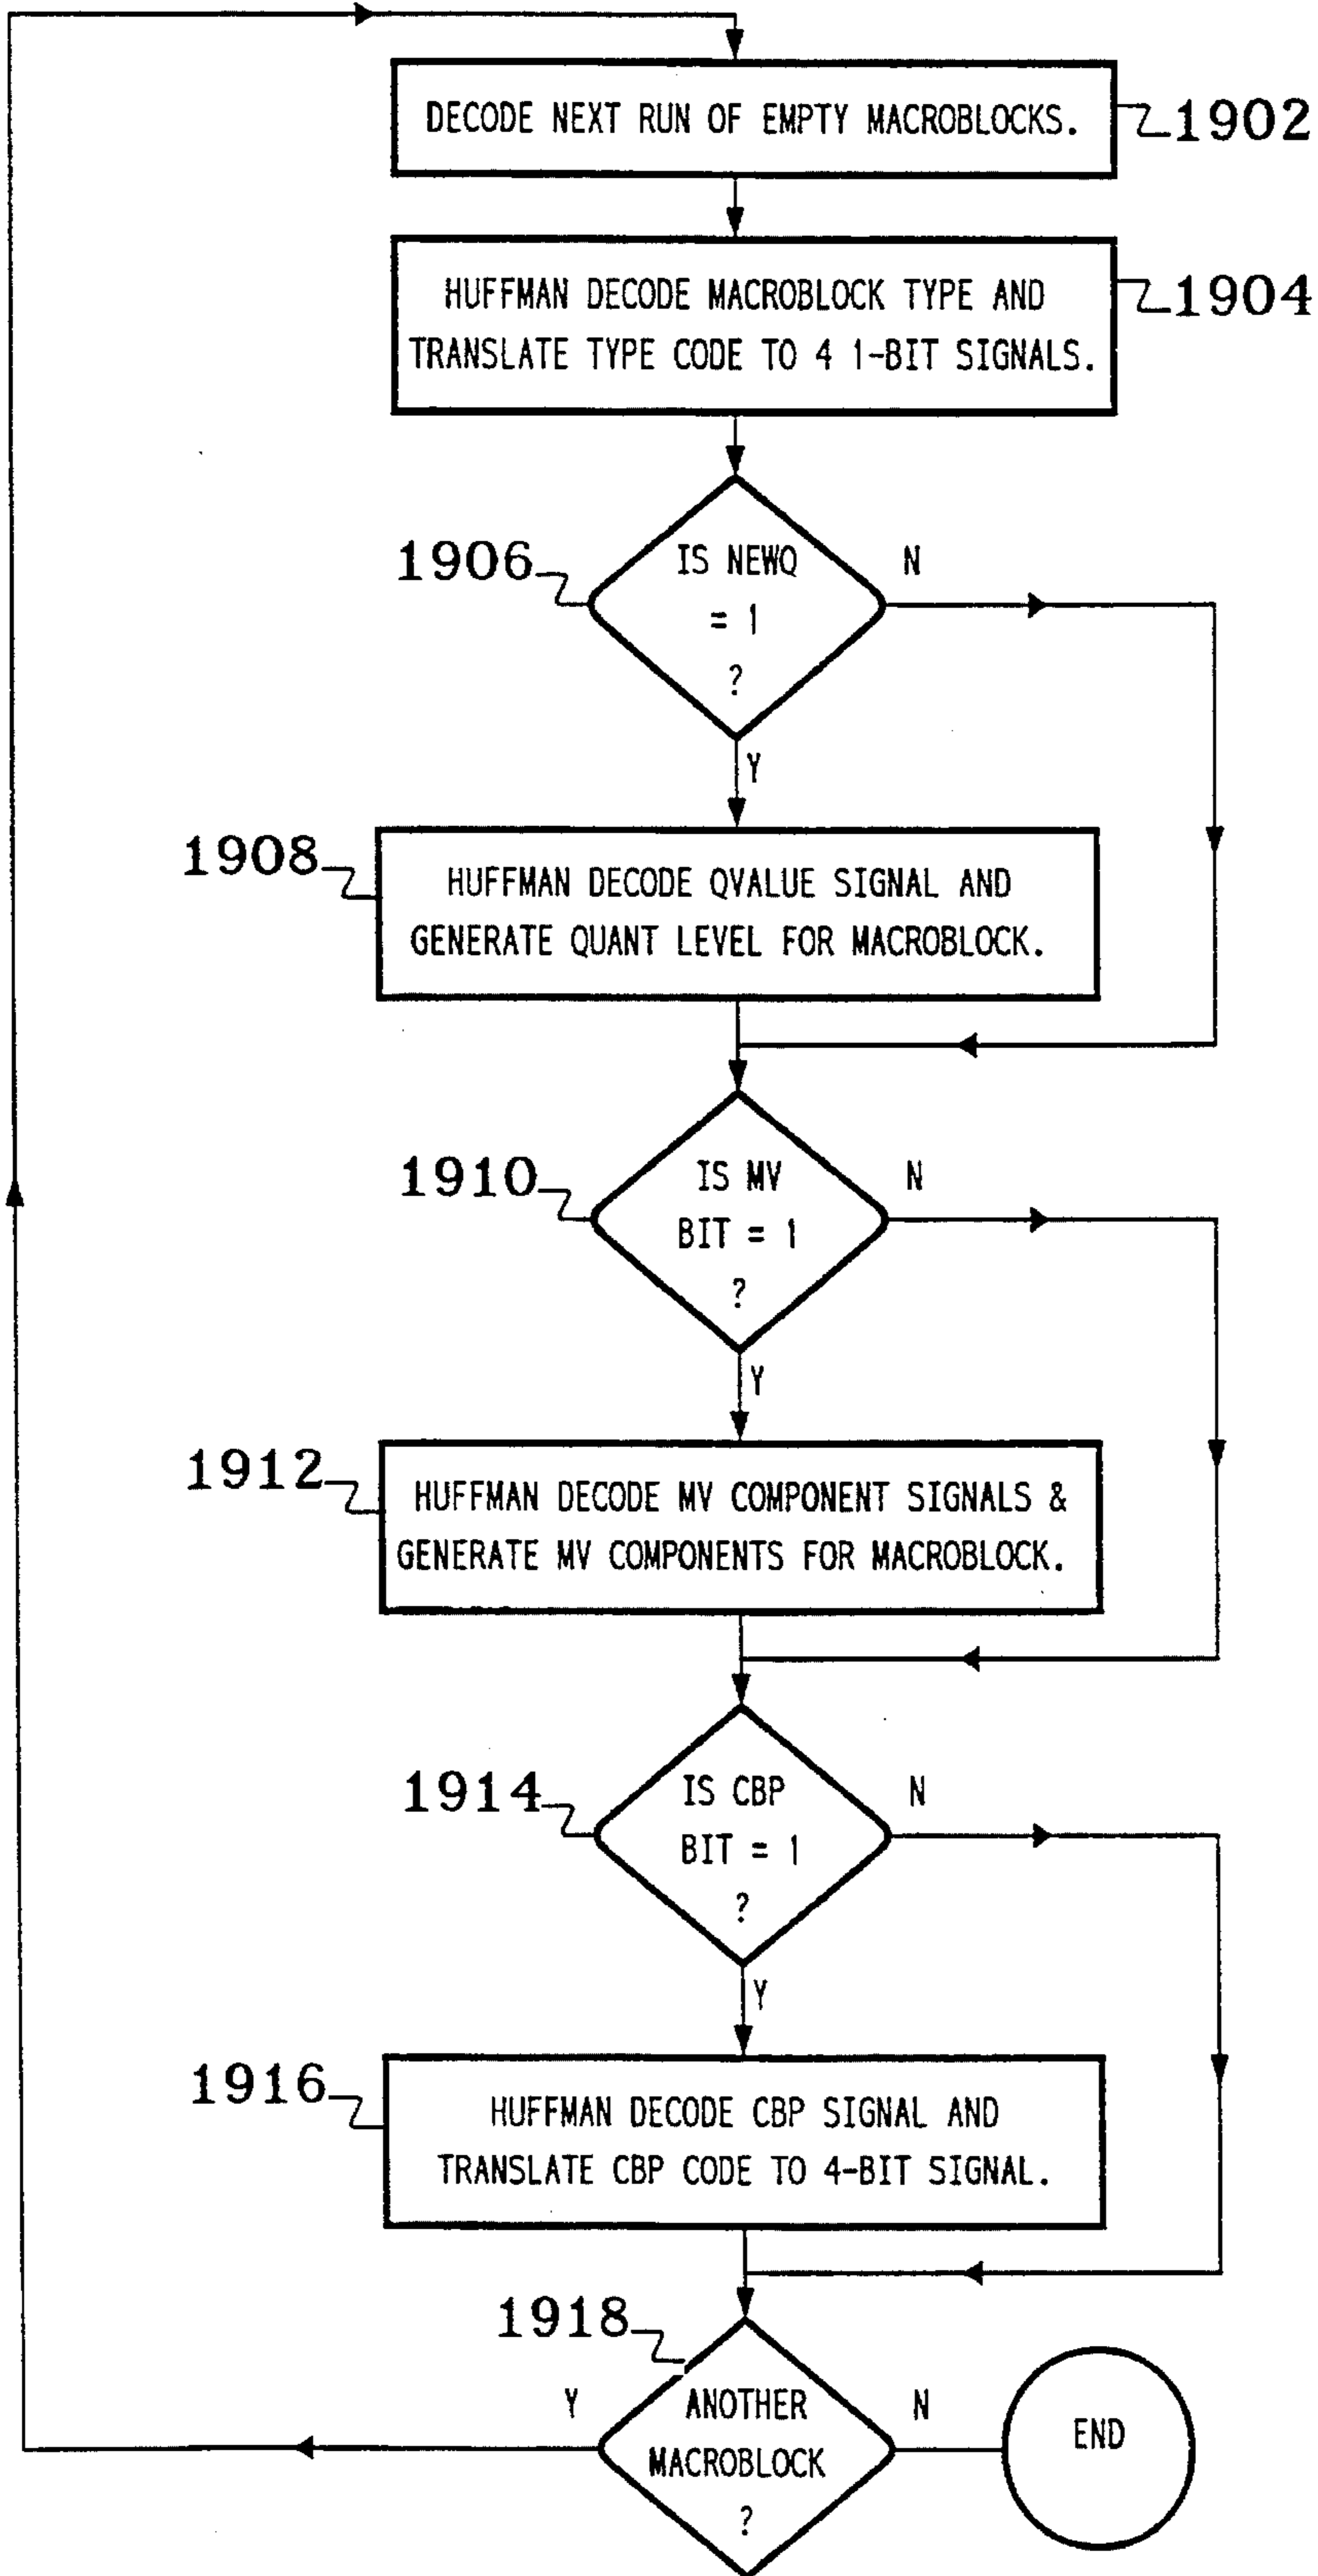 DECODE NEXT RUN OF EMPTY MACROBLOCKS.
1902
HUFFMAN DECODE MACROBLOCK TYPE AND
TRANSLATE TYPE CODE TO 4 1-BIT SIGNALS.
1904
1906
IS NEWQ
= 1
?
N
Y
1908
HUFFMAN DECODE QVALUE SIGNAL AND
GENERATE QUANT LEVEL FOR MACROBLOCK.
1910
IS MV
BIT = 1
?
N
Y
1912
HUFFMAN DECODE MV COMPONENT SIGNALS &
GENERATE MV COMPONENTS FOR MACROBLOCK.
1914
IS CBP
BIT = 1
?
N
Y
1916
HUFFMAN DECODE CBP SIGNAL AND
TRANSLATE CBP CODE TO 4-BIT SIGNAL.
1918
Y
ANOTHER
MACROBLOCK
?
N
END